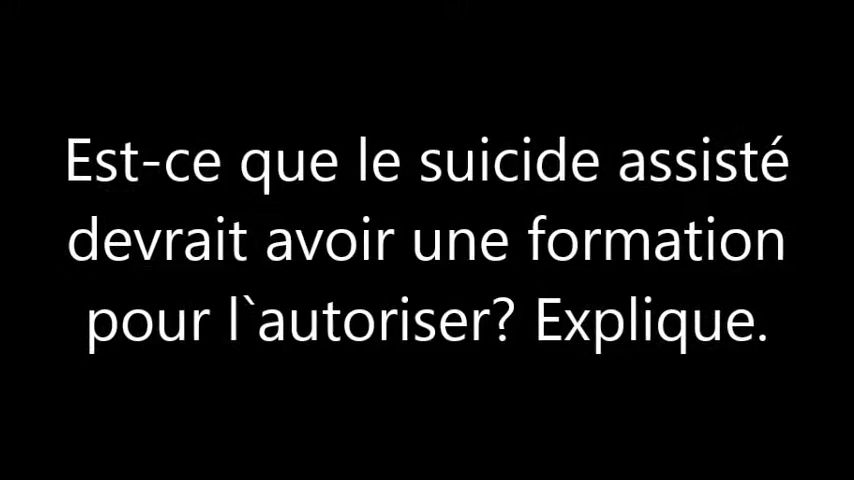 Est-ce que le suicide assisté
devrait avoir une formation
pour l`autoriser? Explique.